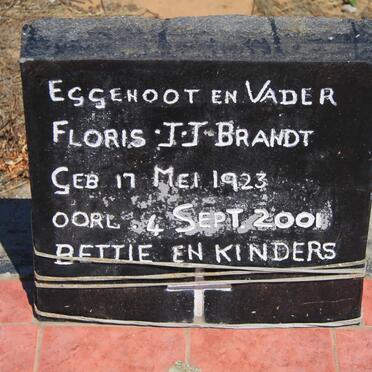 EGGENOOT EN VADER
FLORIS J.J. BRANDT
GEB 17 MEI 1923
OORL 4 SEPT. 2001
BETTIE EN KINDERS